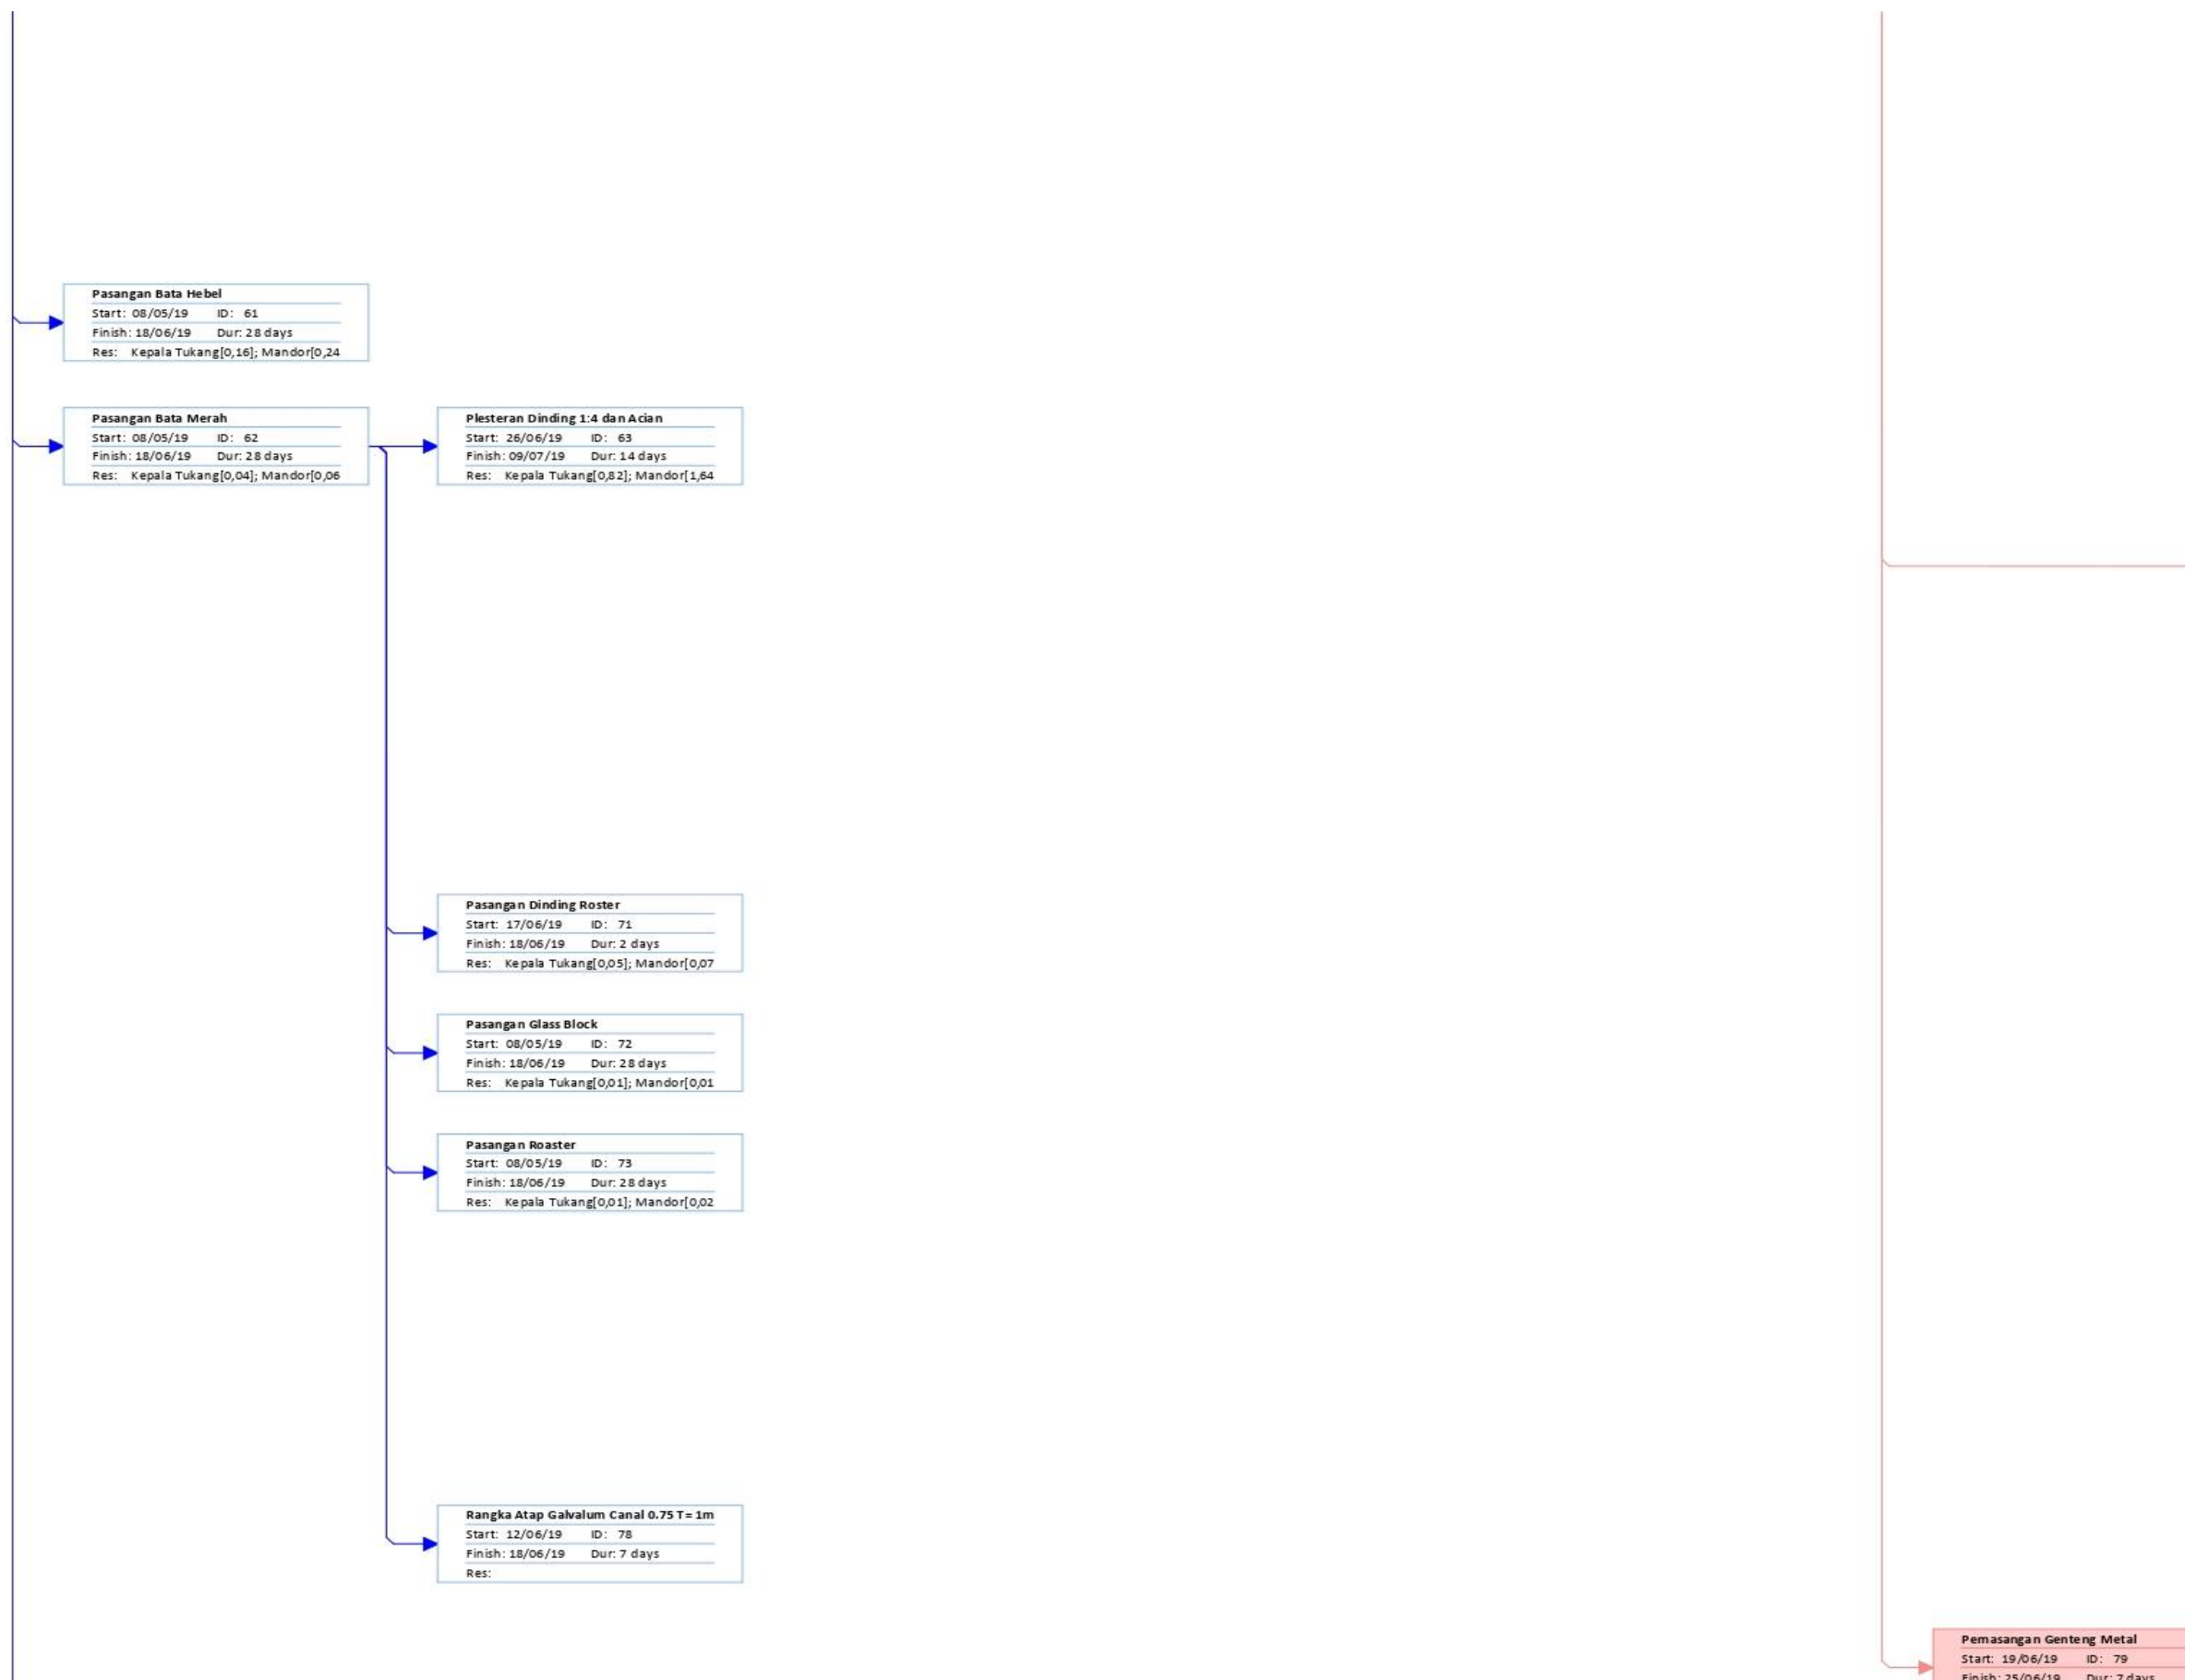 Pasangan Bata Hebel
Start: 08/05/19 ID: 61
Finish: 18/06/19 Dur: 28 days
Res: Kepala Tukang[0,16]; Mandor[0,24
Pasangan Bata Merah
Start: 08/05/19 ID: 62
Finish: 18/06/19 Dur: 28 days
Res: Kepala Tukang[0,04]; Mandor[0,06
Plesteran Dinding 1:4 dan Acian
Start: 26/06/19 ID: 63
Finish: 09/07/19 Dur: 14 days
Res: Kepala Tukang[0,82]; Mandor[1,64
Pasangan Dinding Roster
Start: 17/06/19 ID: 71
Finish: 18/06/19 Dur: 2 days
Res: Kepala Tukang[0,05]; Mandor[0,07
Pasangan Glass Block
Start: 08/05/19 ID: 72
Finish: 18/06/19 Dur: 28 days
Res: Kepala Tukang[0,01]; Mandor[0,01
Pasangan Roaster
Start: 08/05/19 ID: 73
Finish: 18/06/19 Dur: 28 days
Res: Kepala Tukang[0,01]; Mandor[0,02
Rangka Atap Galvalum Canal 0.75 T= 1m
Start: 12/06/19 ID: 78
Finish: 18/06/19 Dur: 7 days
Res:
Pemasangan Genteng Metal
Start: 19/06/19 ID: 79
Finish: 25/06/19 Dur: 7 days